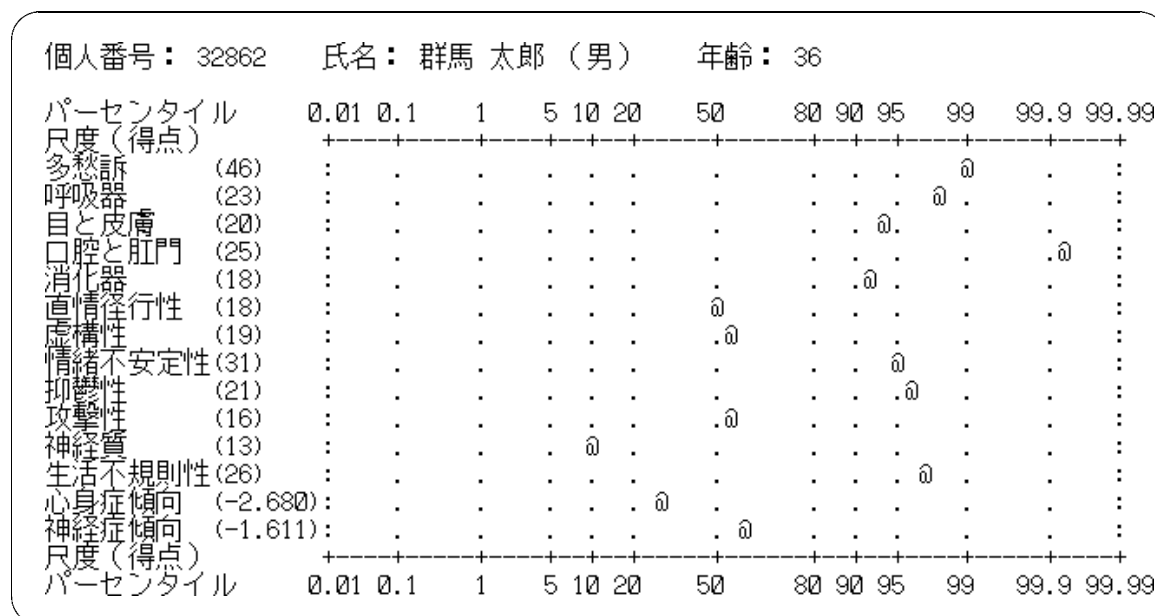 個人番号： 32862 氏名： 群馬 太郎 （男） 年齢： 36
パーセンタイル 0.01 0.1 1 5 10 20 50 80 90 95 99 99.9 99.99
尺度（得点） +----+-----+----+--+--+-----+------+--+--+----+-----+----+
多愁訴 (46) : . . . . . . . . . @ . :
呼吸器 (23) : . . . . . . . . . @ . . :
目と皮膚 (20) : . . . . . . . . @. . . :
口腔と肛門 (25) : . . . . . . . . . . .@ :
消化器 (18) : . . . . . . . .@ . . . :
直情径行性 (18) : . . . . . @ . . . . . :
虚構性 (19) : . . . . . .@ . . . . . :
情緒不安定性(31) : . . . . . . . . @ . . :
抑鬱性 (21) : . . . . . . . . .@ . . :
攻撃性 (16) : . . . . . .@ . . . . . :
神経質 (13) : . . . @ . . . . . . . :
生活不規則性(26) : . . . . . . . . . @ . . :
心身症傾向 (-2.680): . . . . . @ . . . . . . :
神経症傾向 (-1.611): . . . . . . @ . . . . . :
尺度（得点） +----+-----+----+--+--+-----+------+--+--+----+-----+----+
パーセンタイル 0.01 0.1 1 5 10 20 50 80 90 95 99 99.9 99.99